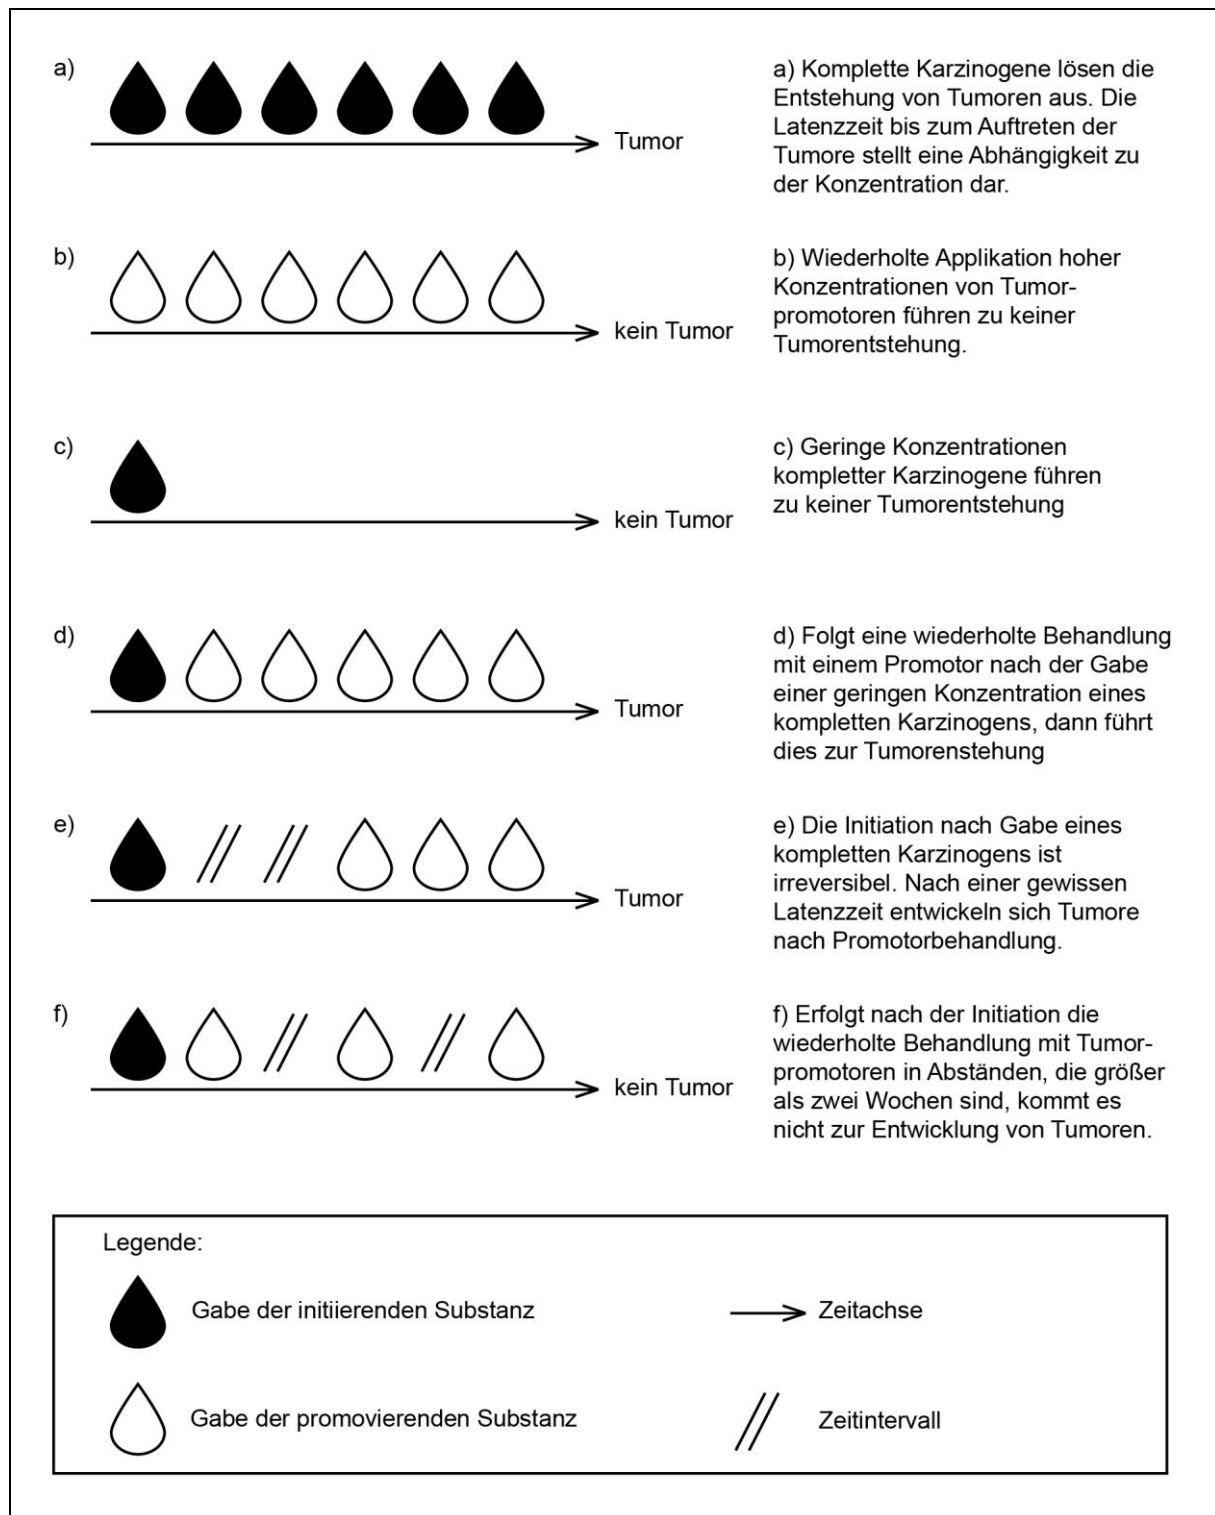 a)
Tumor
a) Komplette Karzinogene lösen die
Entstehung von Tumoren aus. Die
Latenzzeit bis zum Auftreten der
Tumore stellt eine Abhängigkeit zu
der Konzentration dar.
b)
kein Tumor
b) Wiederholte Applikation hoher
Konzentrationen von Tumor-
promotoren führen zu keiner
Tumorentstehung.
c)
kein Tumor
c) Geringe Konzentrationen
kompletter Karzinogene führen
zu keiner Tumorentstehung
d)
Tumor
d) Folgt eine wiederholte Behandlung
mit einem Promotor nach der Gabe
einer geringen Konzentration eines
kompletten Karzinogens, dann führt
dies zur Tumorenstehung
e)
Tumor
e) Die Initiation nach Gabe eines
kompletten Karzinogens ist
irreversibel. Nach einer gewissen
Latenzzeit entwickeln sich Tumore
nach Promotorbehandlung.
f)
kein Tumor
f) Erfolgt nach der Initiation die
wiederholte Behandlung mit Tumor-
promotoren in Abständen, die größer
als zwei Wochen sind, kommt es
nicht zur Entwicklung von Tumoren.
Legende:
Gabe der initiierenden Substanz
Zeitachse
Gabe der promovierenden Substanz
Zeitintervall